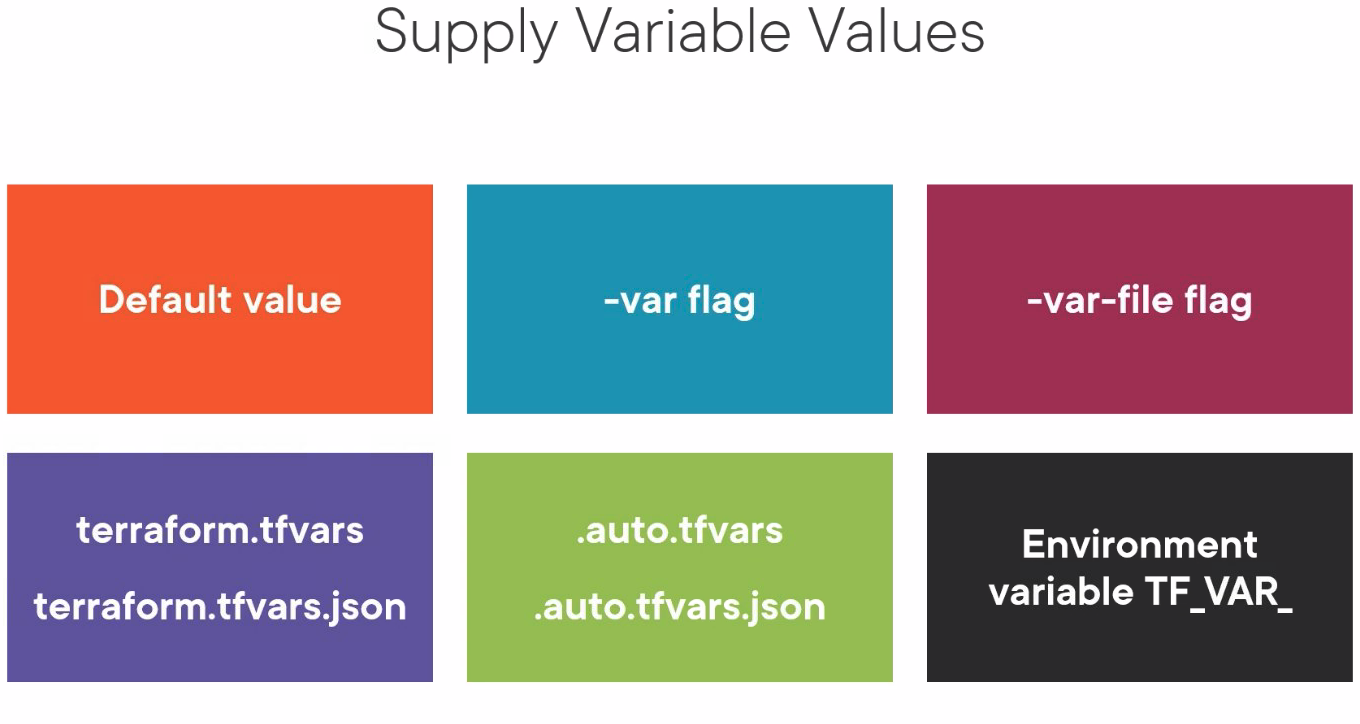 Supply Variable Values
Default value
-var flag
-var-file flag
terraform.tfvars
terraform.tfvars.json
.auto.tfvars
.auto.tfvars.json
Environment
variable TF_VAR_